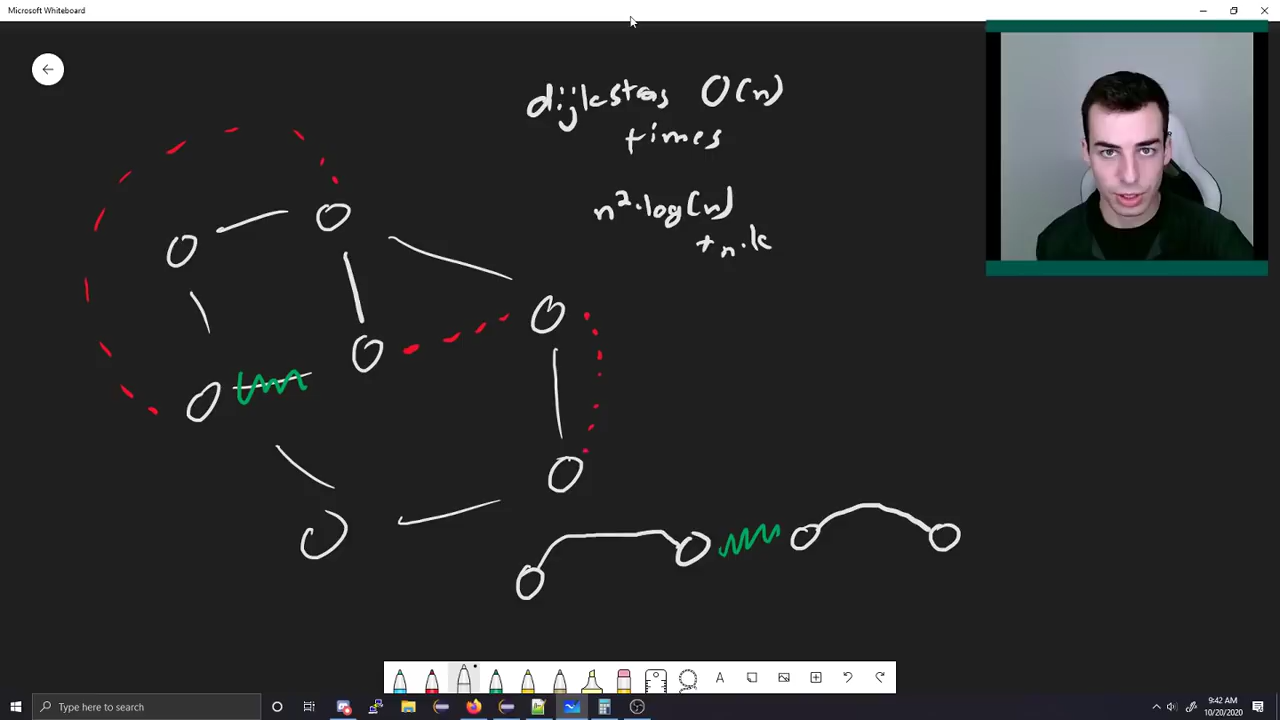 Microsoft Whiteboard
dijkstras O(n)
times
n²·log(n)
+ n·k
A
Type here to search
9:42 AM
10/20/2020